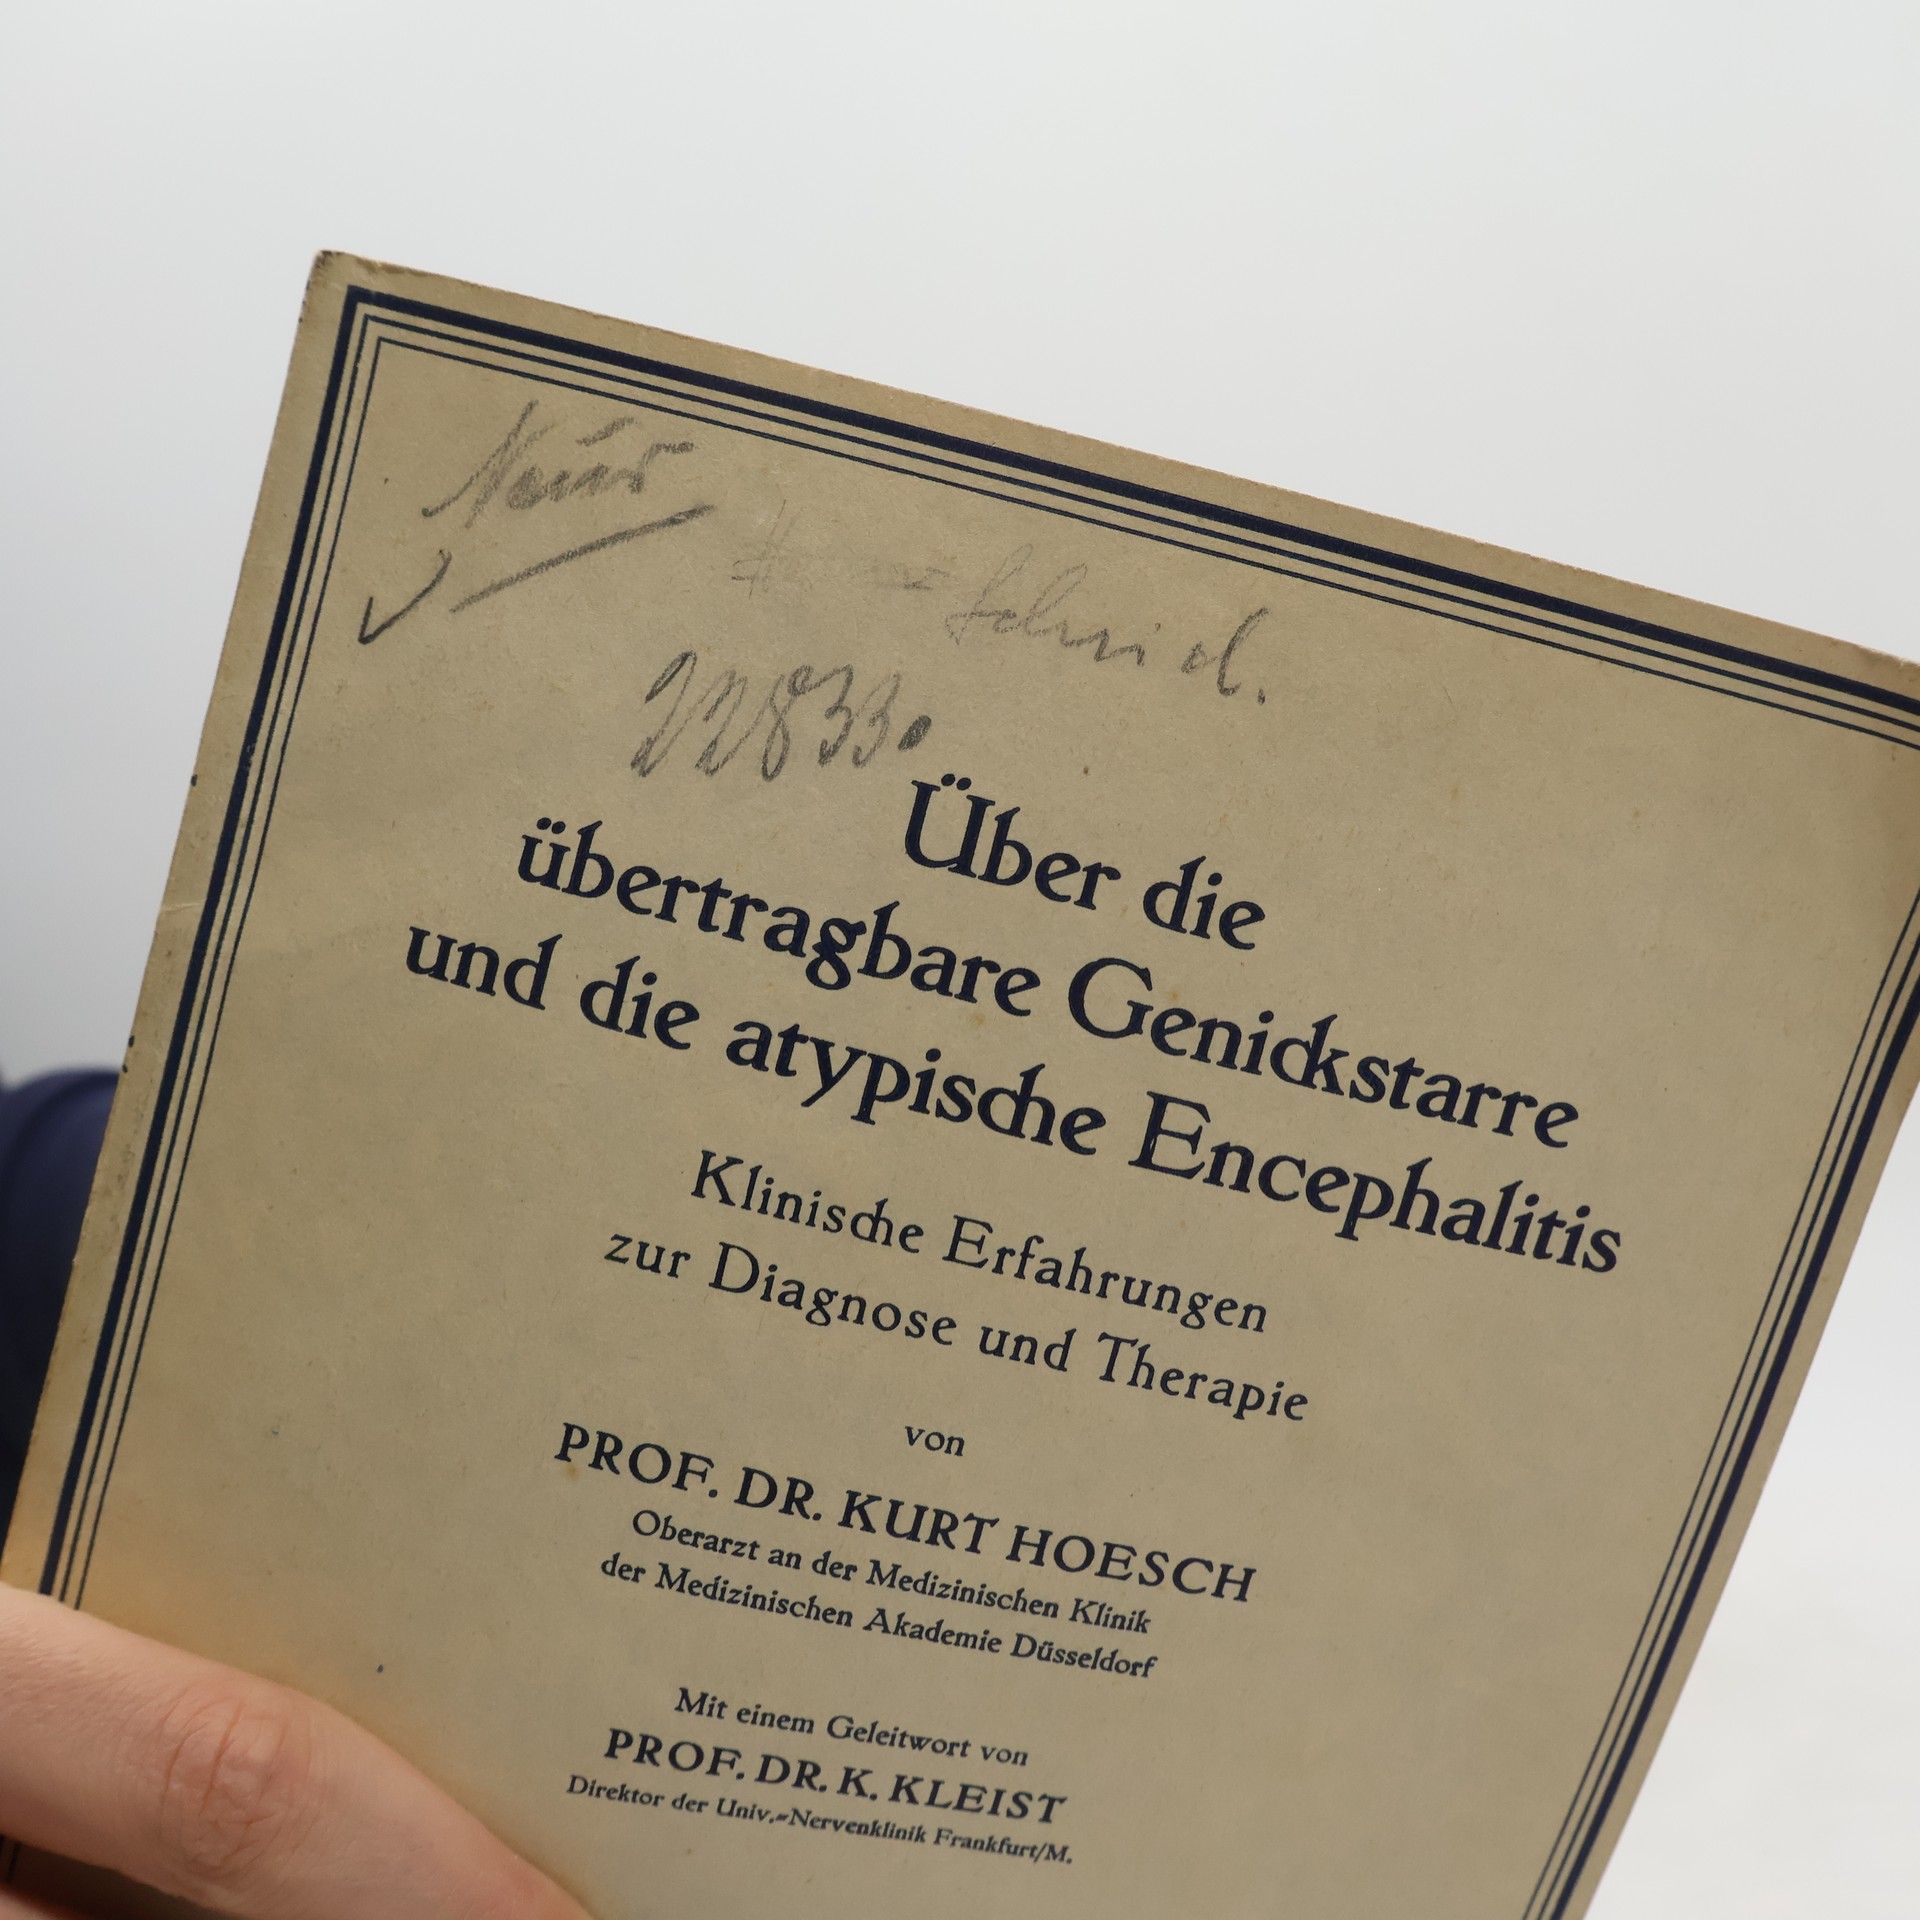 22833.
Über die
übertragbare Genickstarre
und die atypische Encephalitis
Klinische Erfahrungen
zur Diagnose und Therapie
von
PROF. DR. KURT HOESCH
Oberarzt an der Medizinischen Klinik
der Medizinischen Akademie Düsseldorf
Mit einem Geleitwort von
PROF. DR. K. KLEIST
Direktor der Univ.-Nervenklinik Frankfurt/M.